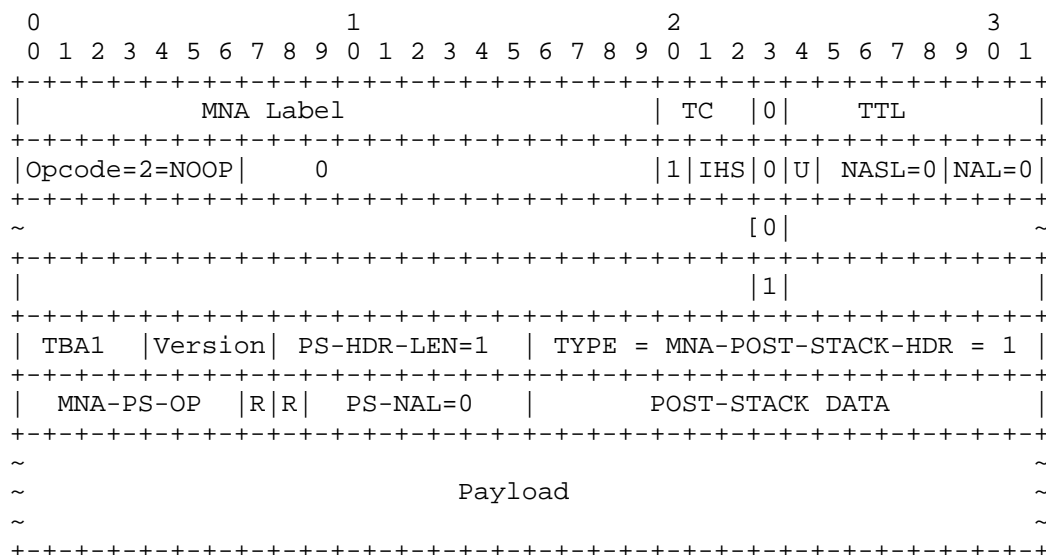 0                   1                   2                   3
 0 1 2 3 4 5 6 7 8 9 0 1 2 3 4 5 6 7 8 9 0 1 2 3 4 5 6 7 8 9 0 1
+-+-+-+-+-+-+-+-+-+-+-+-+-+-+-+-+-+-+-+-+-+-+-+-+-+-+-+-+-+-+-+-+
|           MNA Label                   | TC  |0|    TTL        |
+-+-+-+-+-+-+-+-+-+-+-+-+-+-+-+-+-+-+-+-+-+-+-+-+-+-+-+-+-+-+-+-+
|Opcode=2=NOOP|    0                    |1|IHS|0|U| NASL=0|NAL=0|
+-+-+-+-+-+-+-+-+-+-+-+-+-+-+-+-+-+-+-+-+-+-+-+-+-+-+-+-+-+-+-+-+
~                                             [0|               ~
+-+-+-+-+-+-+-+-+-+-+-+-+-+-+-+-+-+-+-+-+-+-+-+-+-+-+-+-+-+-+-+-+
|                                             |1|               |
+-+-+-+-+-+-+-+-+-+-+-+-+-+-+-+-+-+-+-+-+-+-+-+-+-+-+-+-+-+-+-+-+
| TBA1  |Version| PS-HDR-LEN=1  | TYPE = MNA-POST-STACK-HDR = 1 |
+-+-+-+-+-+-+-+-+-+-+-+-+-+-+-+-+-+-+-+-+-+-+-+-+-+-+-+-+-+-+-+-+
|  MNA-PS-OP  |R|R|  PS-NAL=0   |       POST-STACK DATA         |
+-+-+-+-+-+-+-+-+-+-+-+-+-+-+-+-+-+-+-+-+-+-+-+-+-+-+-+-+-+-+-+-+
~                                                               ~
~                           Payload                             ~
~                                                               ~
+-+-+-+-+-+-+-+-+-+-+-+-+-+-+-+-+-+-+-+-+-+-+-+-+-+-+-+-+-+-+-+-+